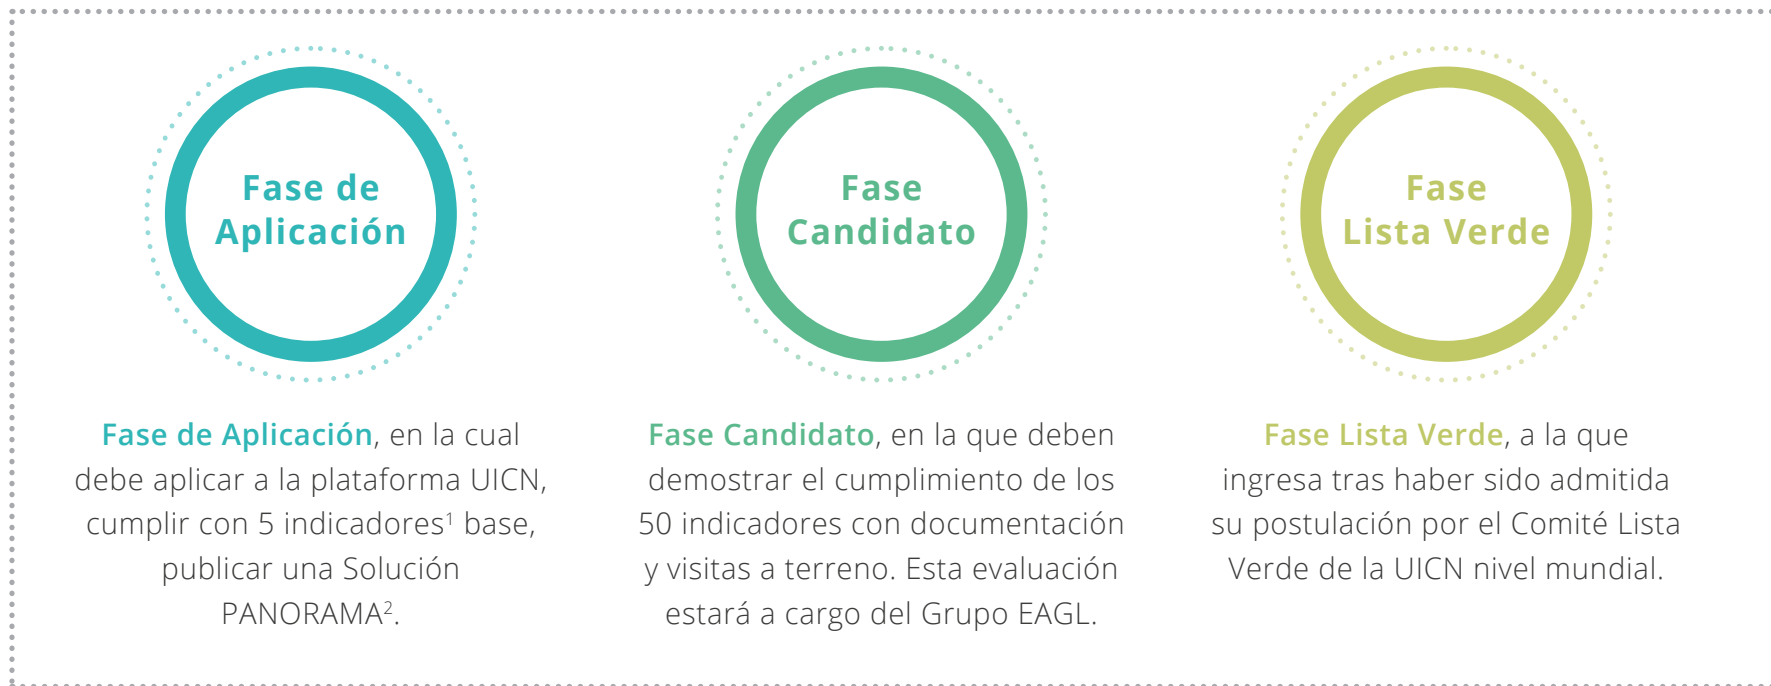 Fase de
Aplicación
Fase
Candidato
Fase
Lista Verde
Fase de Aplicación, en la cual
debe aplicar a la plataforma UICN,
cumplir con 5 indicadores¹ base,
publicar una Solución
PANORAMA².
Fase Candidato, en la que deben
demostrar el cumplimiento de los
50 indicadores con documentación
y visitas a terreno. Esta evaluación
estará a cargo del Grupo EAGL.
Fase Lista Verde, a la que
ingresa tras haber sido admitida
su postulación por el Comité Lista
Verde de la UICN nivel mundial.